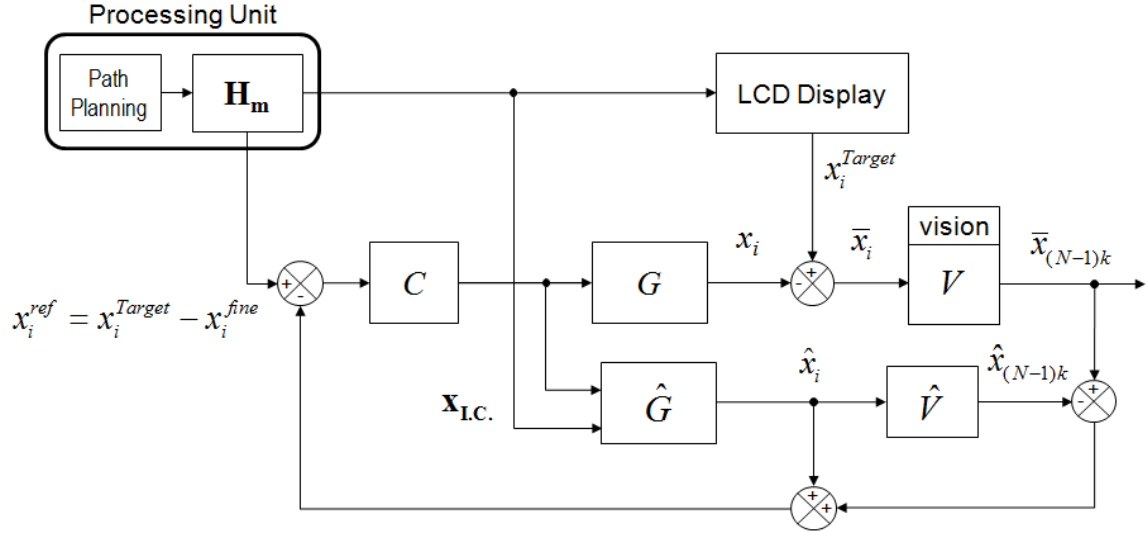 Processing Unit
Path
Planning
H_m
LCD Display
x_i^{Target}
vision
x_i
x̄_i
x̄_{(N-1)k}
+
-
C
G
-
+
V
x_i^{ref} = x_i^{Target} - x_i^{fine}
x̂_i
x̂_{(N-1)k}
x_{I.C.}
Ĝ
V̂
+
-
+
+